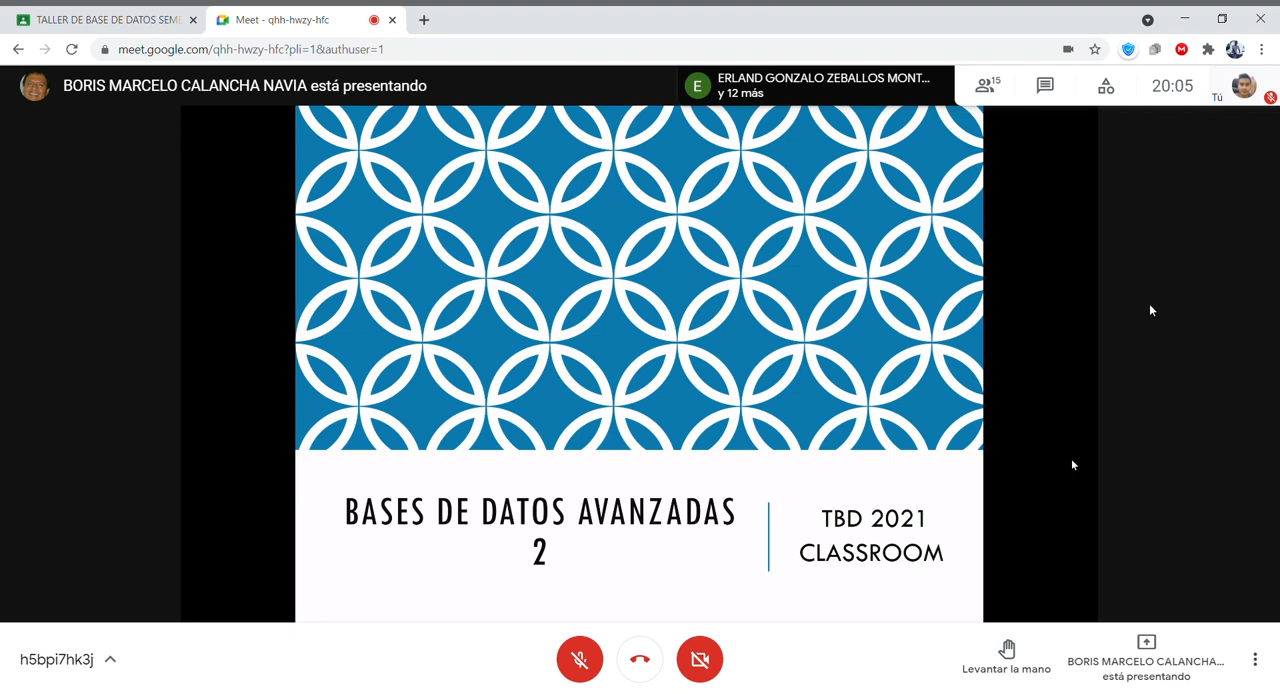 TALLER DE BASE DE DATOS SEME
Meet - qhh-hwzy-hfc
meet.google.com/qhh-hwzy-hfc?pli=1&authuser=1
BORIS MARCELO CALANCHA NAVIA está presentando
E
ERLAND GONZALO ZEBALLOS MONT...
y 12 más
15
20:05
Tú
BASES DE DATOS AVANZADAS
2
TBD 2021
CLASSROOM
h5bpi7hk3j
Levantar la mano
BORIS MARCELO CALANCHA...
está presentando